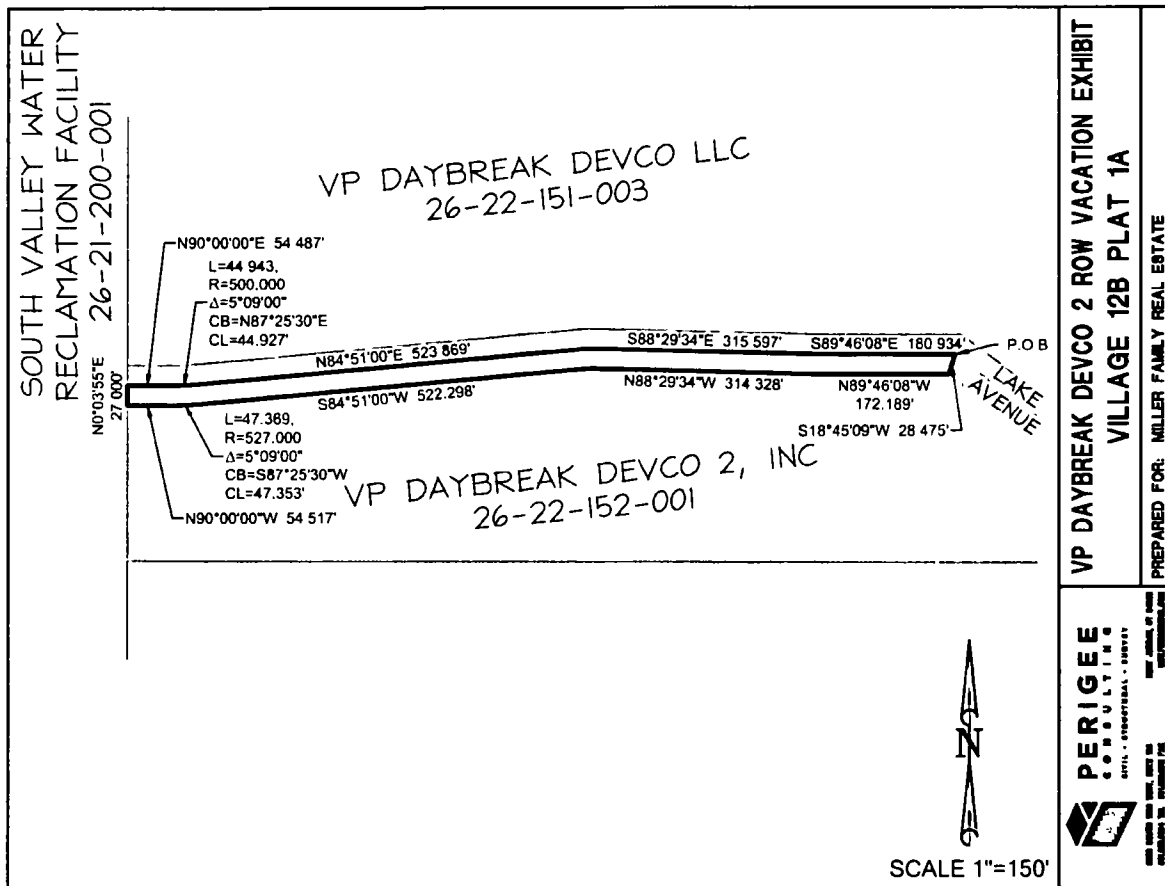 SOUTH VALLEY WATER
RECLAMATION FACILITY
26-21-200-001
VP DAYBREAK DEVCO LLC
26-22-151-003
N90°00'00"E 54 487'
L=44 943,
R=500.000
Δ=5°09'00"
CB=N87°25'30"E
CL=44.927'
N84°51'00"E 523 869'
S88°29'34"E 315 597'
S89°46'08"E 180 934'
P.O B
N0°03'55"E
27 000'
S84°51'00"W 522.298'
N88°29'34"W 314 328'
N89°46'08"W
172.189'
LAKE
AVENUE
S18°45'09"W 28 475'
L=47.369,
R=527.000
Δ=5°09'00"
CB=S87°25'30"W
CL=47.353'
N90°00'00"W 54 517'
VP DAYBREAK DEVCO 2, INC
26-22-152-001
N
SCALE 1"=150'
VP DAYBREAK DEVCO 2 ROW VACATION EXHIBIT
VILLAGE 12B PLAT 1A
PREPARED FOR: MILLER FAMILY REAL ESTATE
PERIGEE
CONSULTING
CIVIL • STRUCTURAL • SURVEY